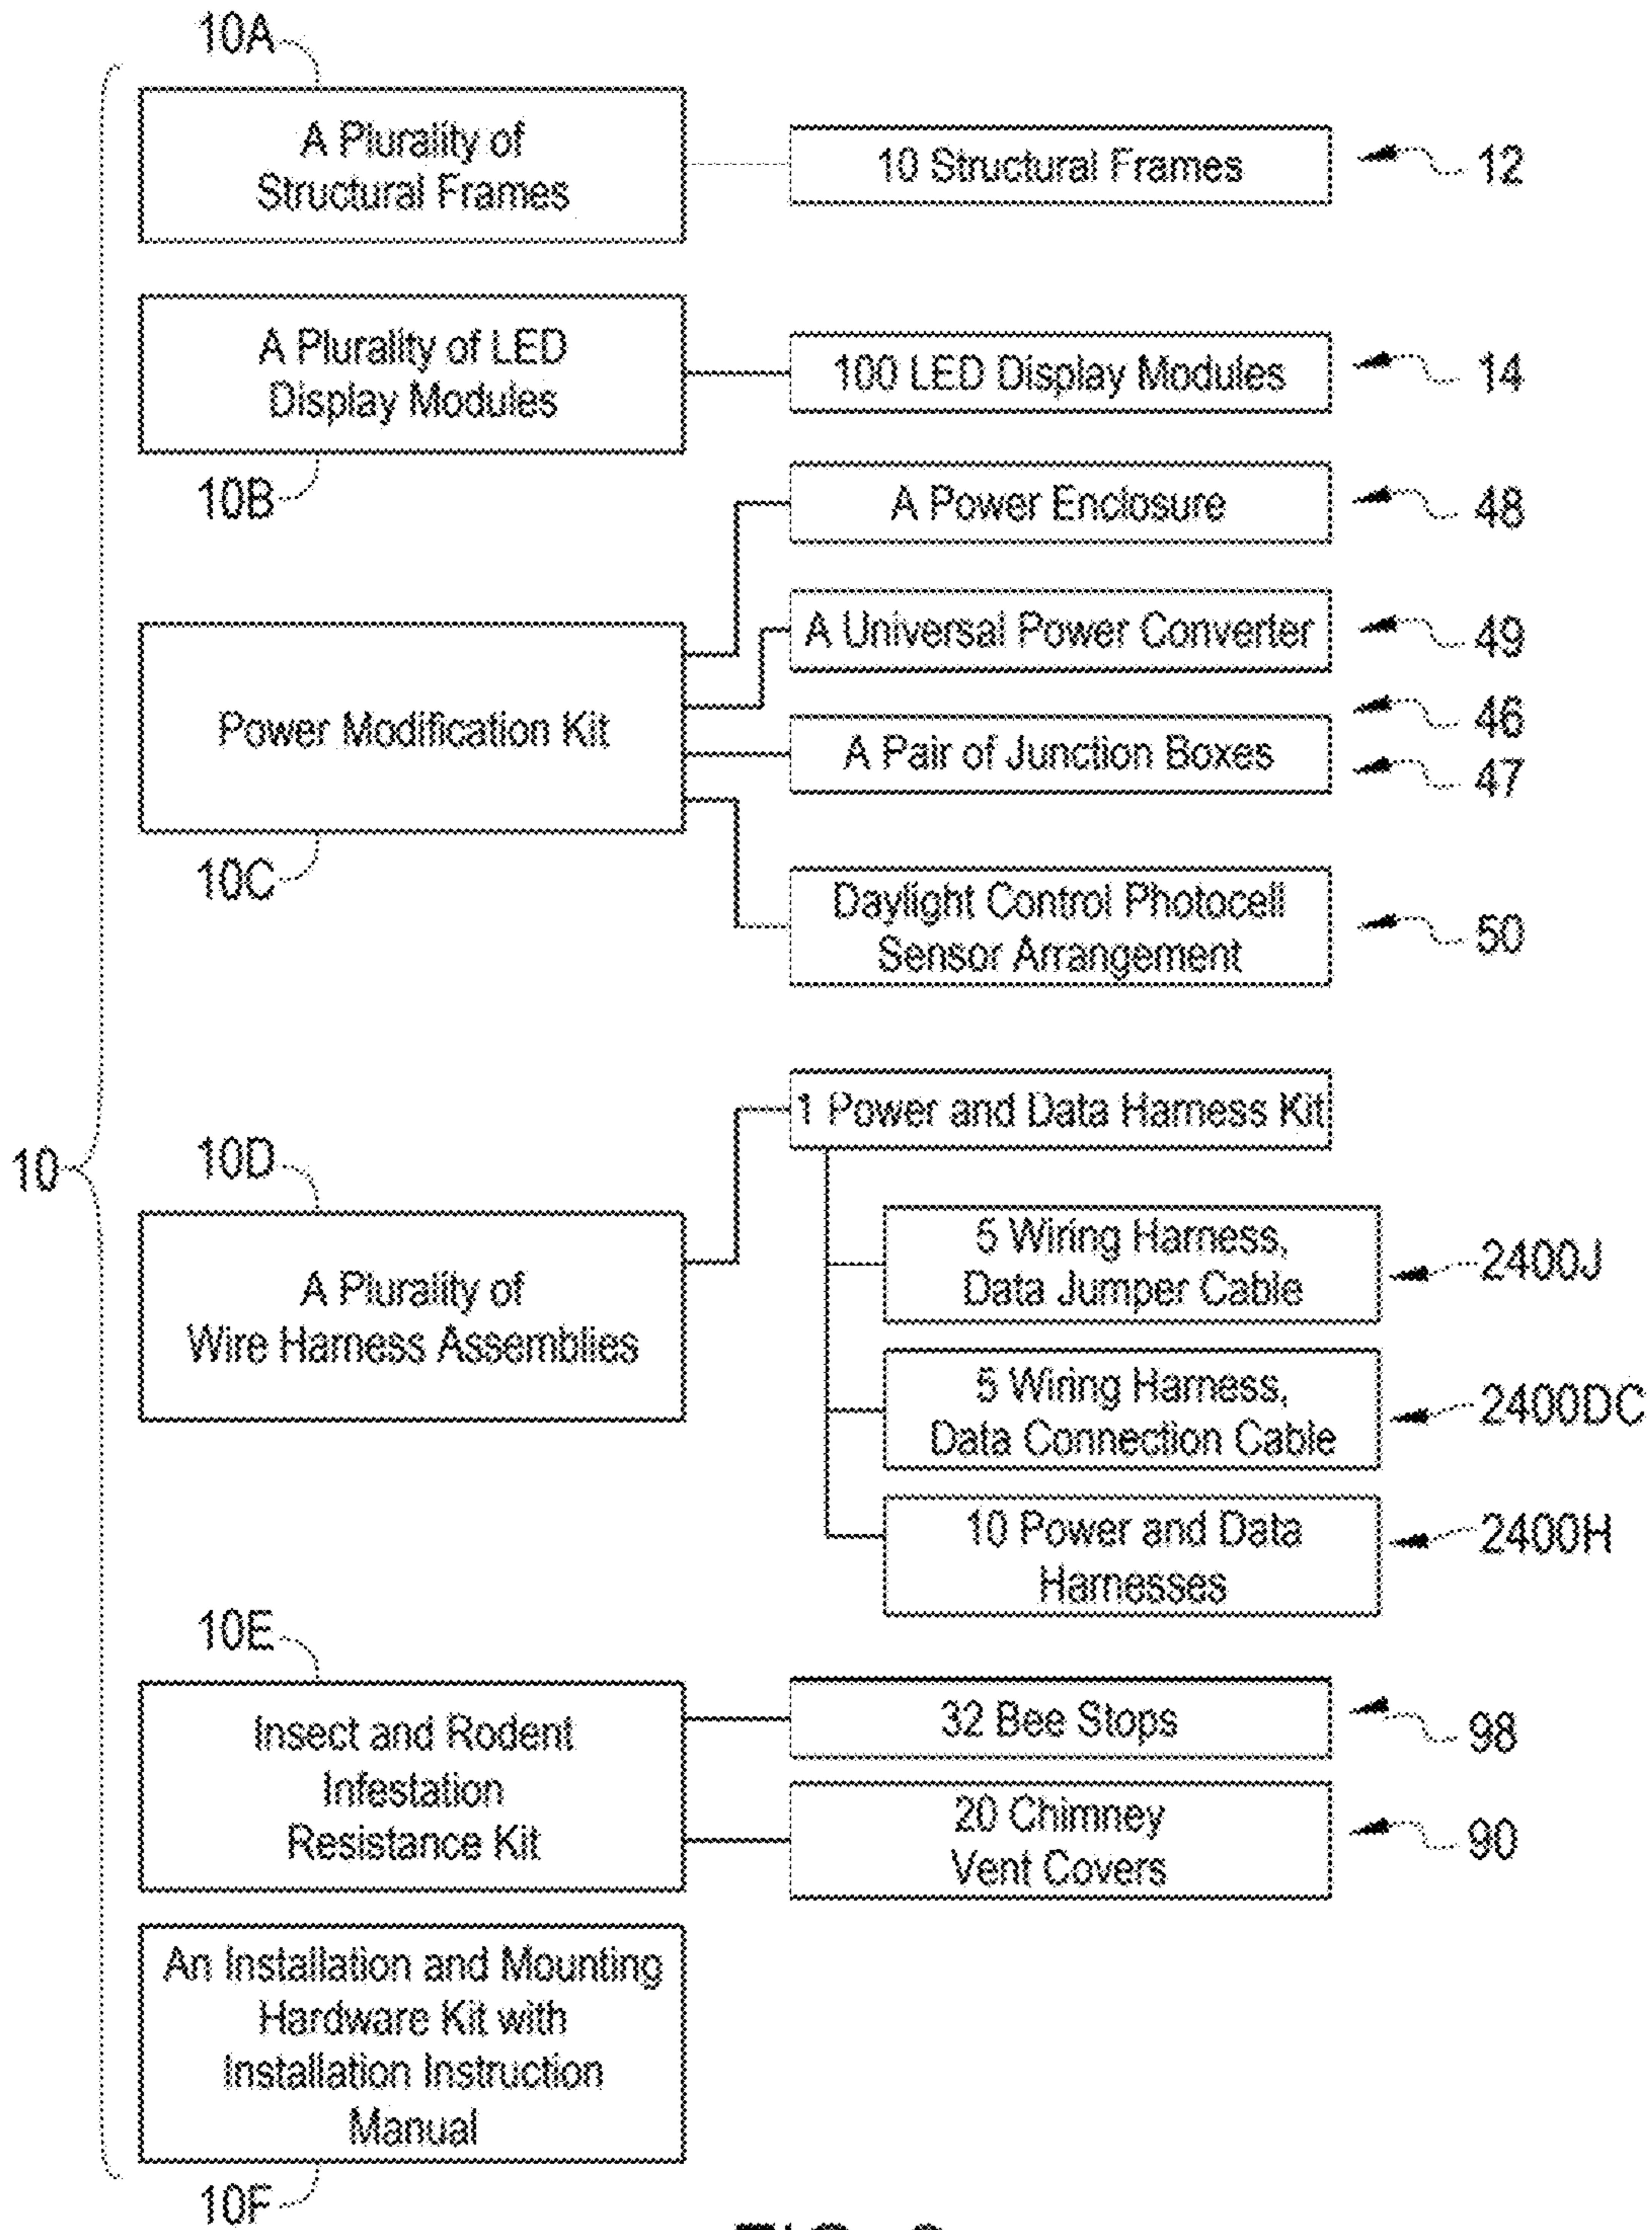 10A
A Plurality of
Structural Frames
10 Structural Frames
12
A Plurality of LED
Display Modules
100 LED Display Modules
14
10B
A Power Enclosure
48
A Universal Power Converter
49
Power Modification Kit
A Pair of Junction Boxes
46
47
10C
Daylight Control Photocell
Sensor Arrangement
50
10
1 Power and Data Harness Kit
10D
A Plurality of
Wire Harness Assemblies
5 Wiring Harness,
Data Jumper Cable
2400J
5 Wiring Harness,
Data Connection Cable
2400DC
10 Power and Data
Harnesses
2400H
10E
Insect and Rodent
Infestation
Resistance Kit
32 Bee Stops
98
20 Chimney
Vent Covers
90
An Installation and Mounting
Hardware Kit with
Installation Instruction
Manual
10F